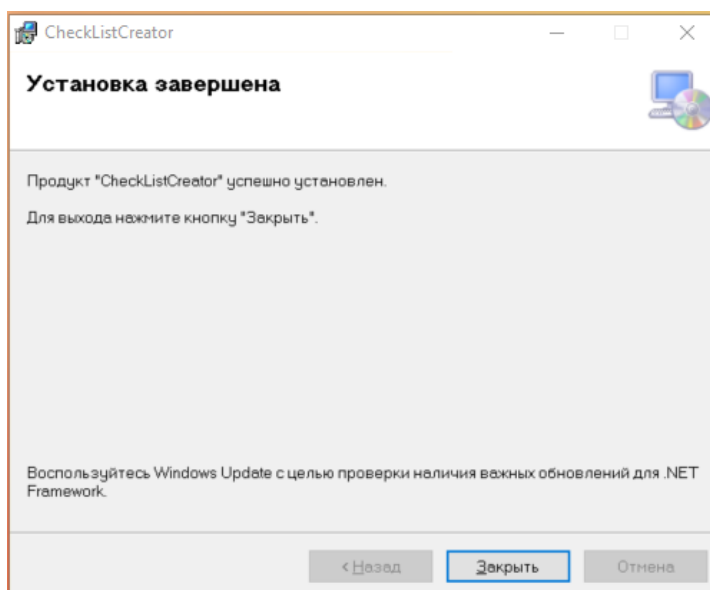 CheckListCreator
Установка завершена
Продукт "CheckListCreator" успешно установлен.
Для выхода нажмите кнопку "Закрыть".
Воспользуйтесь Windows Update с целью проверки наличия важных обновлений для .NET
Framework.
< Назад Закрыть Отмена